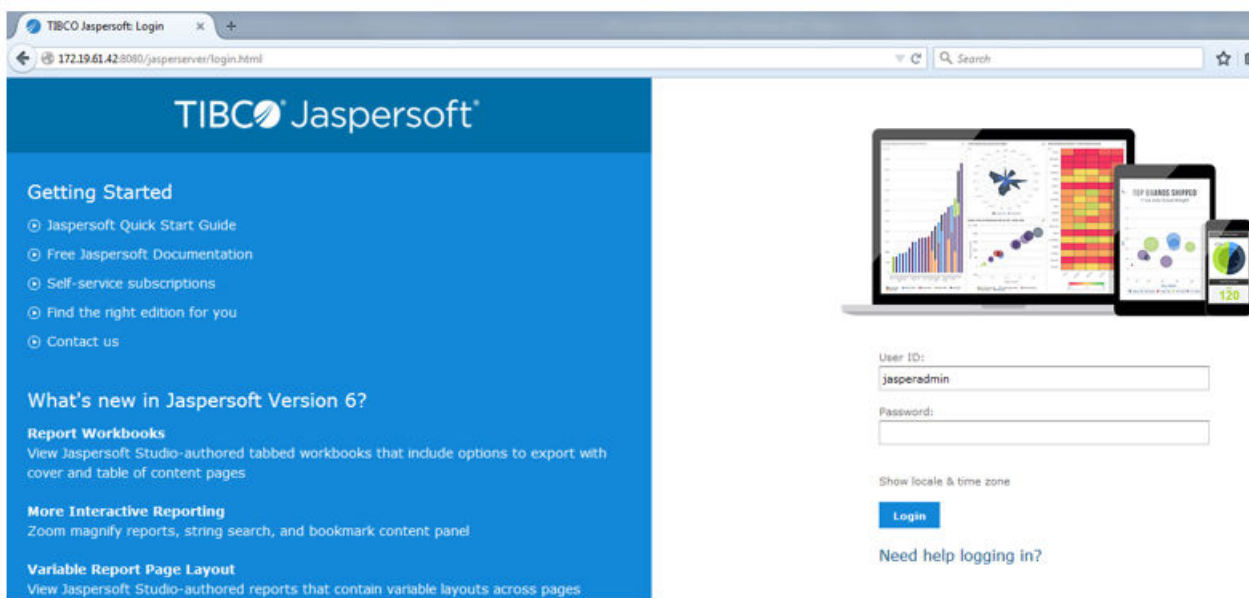 TIBCO Jaspersoft: Login
172.19.61.42:8080/jasperserver/login.html
Search
TIBCO® Jaspersoft®
Getting Started
Jaspersoft Quick Start Guide
Free Jaspersoft Documentation
Self-service subscriptions
Find the right edition for you
Contact us
What's new in Jaspersoft Version 6?
Report Workbooks
View Jaspersoft Studio-authored tabbed workbooks that include options to export with
cover and table of content pages
More Interactive Reporting
Zoom magnify reports, string search, and bookmark content panel
Variable Report Page Layout
View Jaspersoft Studio-authored reports that contain variable layouts across pages
TOP BRANDS SHIPPED
120
User ID:
jasperadmin
Password:
Show locale & time zone
Login
Need help logging in?